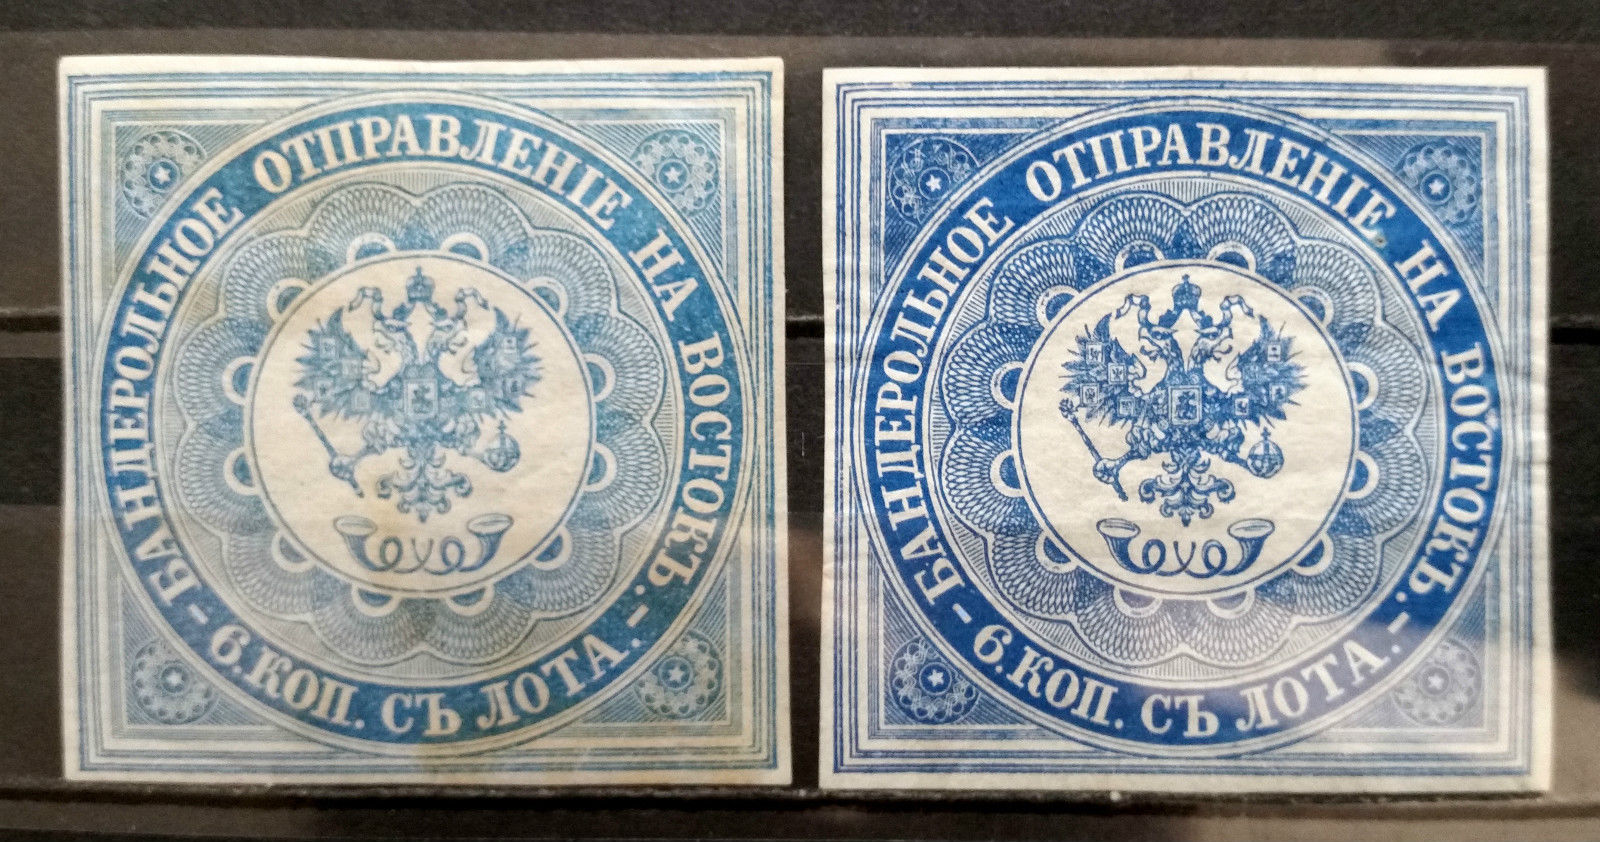 БАНДЕРОЛЬНОЕ ОТПРАВЛЕНІЕ НА ВОСТОКЪ. –
– 6. КОП. СЪ ЛОТА.
БАНДЕРОЛЬНОЕ ОТПРАВЛЕНІЕ НА ВОСТОКЪ. –
– 6. КОП. СЪ ЛОТА.